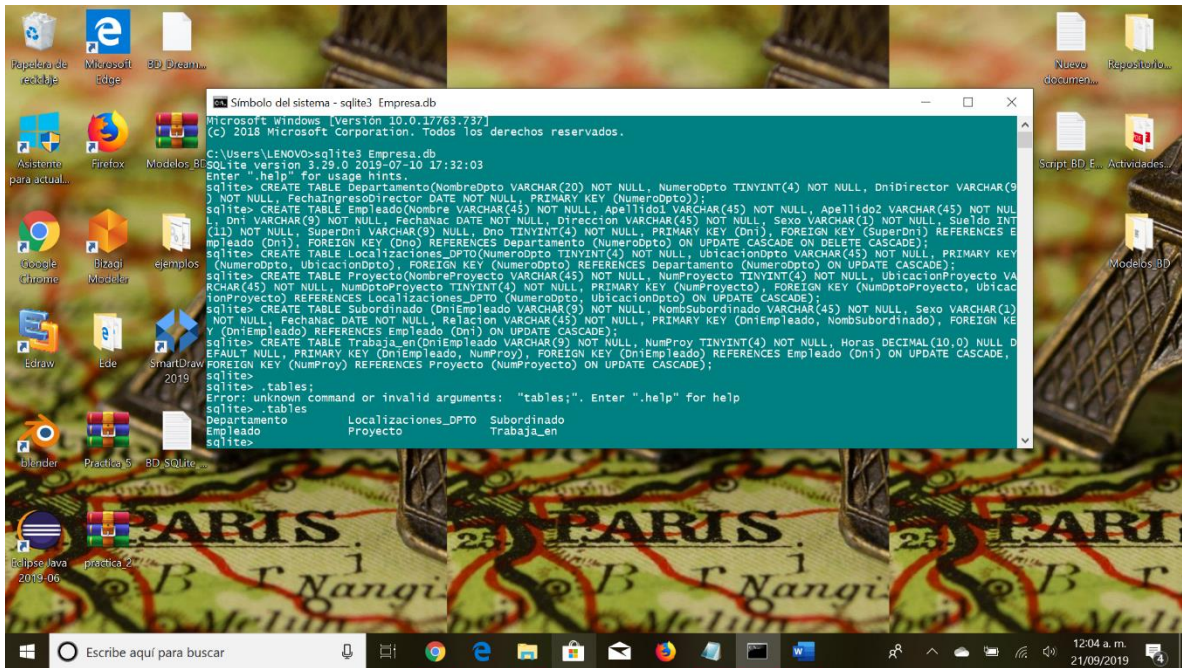 Papelera de
reciclaje
Microsoft
Edge
BD_Dream...
Nuevo
documen...
Repositorio...
Asistente
para actual...
Firefox
Modelos_BD
Script_BD_E...
Actividades...
Google
Chrome
Bizagi
Modeler
ejemplos
Modelos_BD
Edraw
Ede
SmartDraw
2019
blender
Practica_5
BD_SQLite_...
Eclipse Java
2019-06
practica_2
Símbolo del sistema - sqlite3 Empresa.db
Microsoft Windows [Versión 10.0.17763.737]
(c) 2018 Microsoft Corporation. Todos los derechos reservados.
C:\Users\LENOVO>sqlite3 Empresa.db
SQLite version 3.29.0 2019-07-10 17:32:03
Enter ".help" for usage hints.
sqlite> CREATE TABLE Departamento(NombreDpto VARCHAR(20) NOT NULL, NumeroDpto TINYINT(4) NOT NULL, DniDirector VARCHAR(9
) NOT NULL, FechaIngresoDirector DATE NOT NULL, PRIMARY KEY (NumeroDpto));
sqlite> CREATE TABLE Empleado(Nombre VARCHAR(45) NOT NULL, Apellido1 VARCHAR(45) NOT NULL, Apellido2 VARCHAR(45) NOT NUL
L, Dni VARCHAR(9) NOT NULL, FechaNac DATE NOT NULL, Direccion VARCHAR(45) NOT NULL, Sexo VARCHAR(1) NOT NULL, Sueldo INT
(11) NOT NULL, SuperDni VARCHAR(9) NULL, Dno TINYINT(4) NOT NULL, PRIMARY KEY (Dni), FOREIGN KEY (SuperDni) REFERENCES E
mpleado (Dni), FOREIGN KEY (Dno) REFERENCES Departamento (NumeroDpto) ON UPDATE CASCADE ON DELETE CASCADE);
sqlite> CREATE TABLE Localizaciones_DPTO(NumeroDpto TINYINT(4) NOT NULL, UbicacionDpto VARCHAR(45) NOT NULL, PRIMARY KEY
(NumeroDpto, UbicacionDpto), FOREIGN KEY (NumeroDpto) REFERENCES Departamento (NumeroDpto) ON UPDATE CASCADE);
sqlite> CREATE TABLE Proyecto(NombreProyecto VARCHAR(45) NOT NULL, NumProyecto TINYINT(4) NOT NULL, UbicacionProyecto VA
RCHAR(45) NOT NULL, NumDptoProyecto TINYINT(4) NOT NULL, PRIMARY KEY (NumProyecto), FOREIGN KEY (NumDptoProyecto, Ubicac
ionProyecto) REFERENCES Localizaciones_DPTO (NumeroDpto, UbicacionDpto) ON UPDATE CASCADE);
sqlite> CREATE TABLE Subordinado (DniEmpleado VARCHAR(9) NOT NULL, NombSubordinado VARCHAR(45) NOT NULL, Sexo VARCHAR(1)
NOT NULL, FechaNac DATE NOT NULL, Relacion VARCHAR(45) NOT NULL, PRIMARY KEY (DniEmpleado, NombSubordinado), FOREIGN KE
Y (DniEmpleado) REFERENCES Empleado (Dni) ON UPDATE CASCADE);
sqlite> CREATE TABLE Trabaja_en(DniEmpleado VARCHAR(9) NOT NULL, NumProy TINYINT(4) NOT NULL, Horas DECIMAL(10,0) NULL D
EFAULT NULL, PRIMARY KEY (DniEmpleado, NumProy), FOREIGN KEY (DniEmpleado) REFERENCES Empleado (Dni) ON UPDATE CASCADE,
FOREIGN KEY (NumProy) REFERENCES Proyecto (NumProyecto) ON UPDATE CASCADE);
sqlite>
sqlite> .tables;
Error: unknown command or invalid arguments:  "tables;". Enter ".help" for help
sqlite> .tables
Departamento Localizaciones_DPTO Subordinado
Empleado Proyecto Trabaja_en
sqlite>
25 PARIS PARIS 25 PARI
B r Nangi
B r Nangi
B
Melun
Escribe aquí para buscar
12:04 a. m.
21/09/2019
4